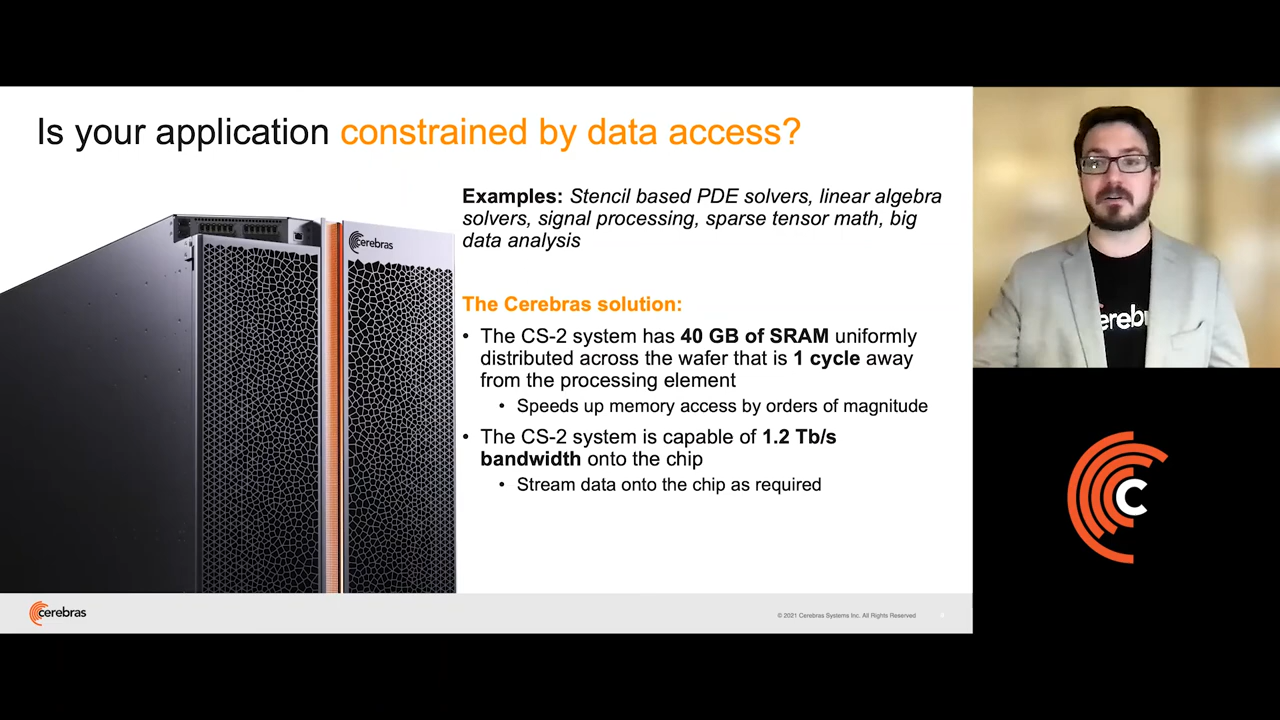 Is your application constrained by data access?
Examples: Stencil based PDE solvers, linear algebra
solvers, signal processing, sparse tensor math, big
data analysis
cerebras
The Cerebras solution:
• The CS-2 system has 40 GB of SRAM uniformly
distributed across the wafer that is 1 cycle away
from the processing element
• Speeds up memory access by orders of magnitude
• The CS-2 system is capable of 1.2 Tb/s
bandwidth onto the chip
• Stream data onto the chip as required
cerebras
© 2021 Cerebras Systems Inc. All Rights Reserved
erebr
C